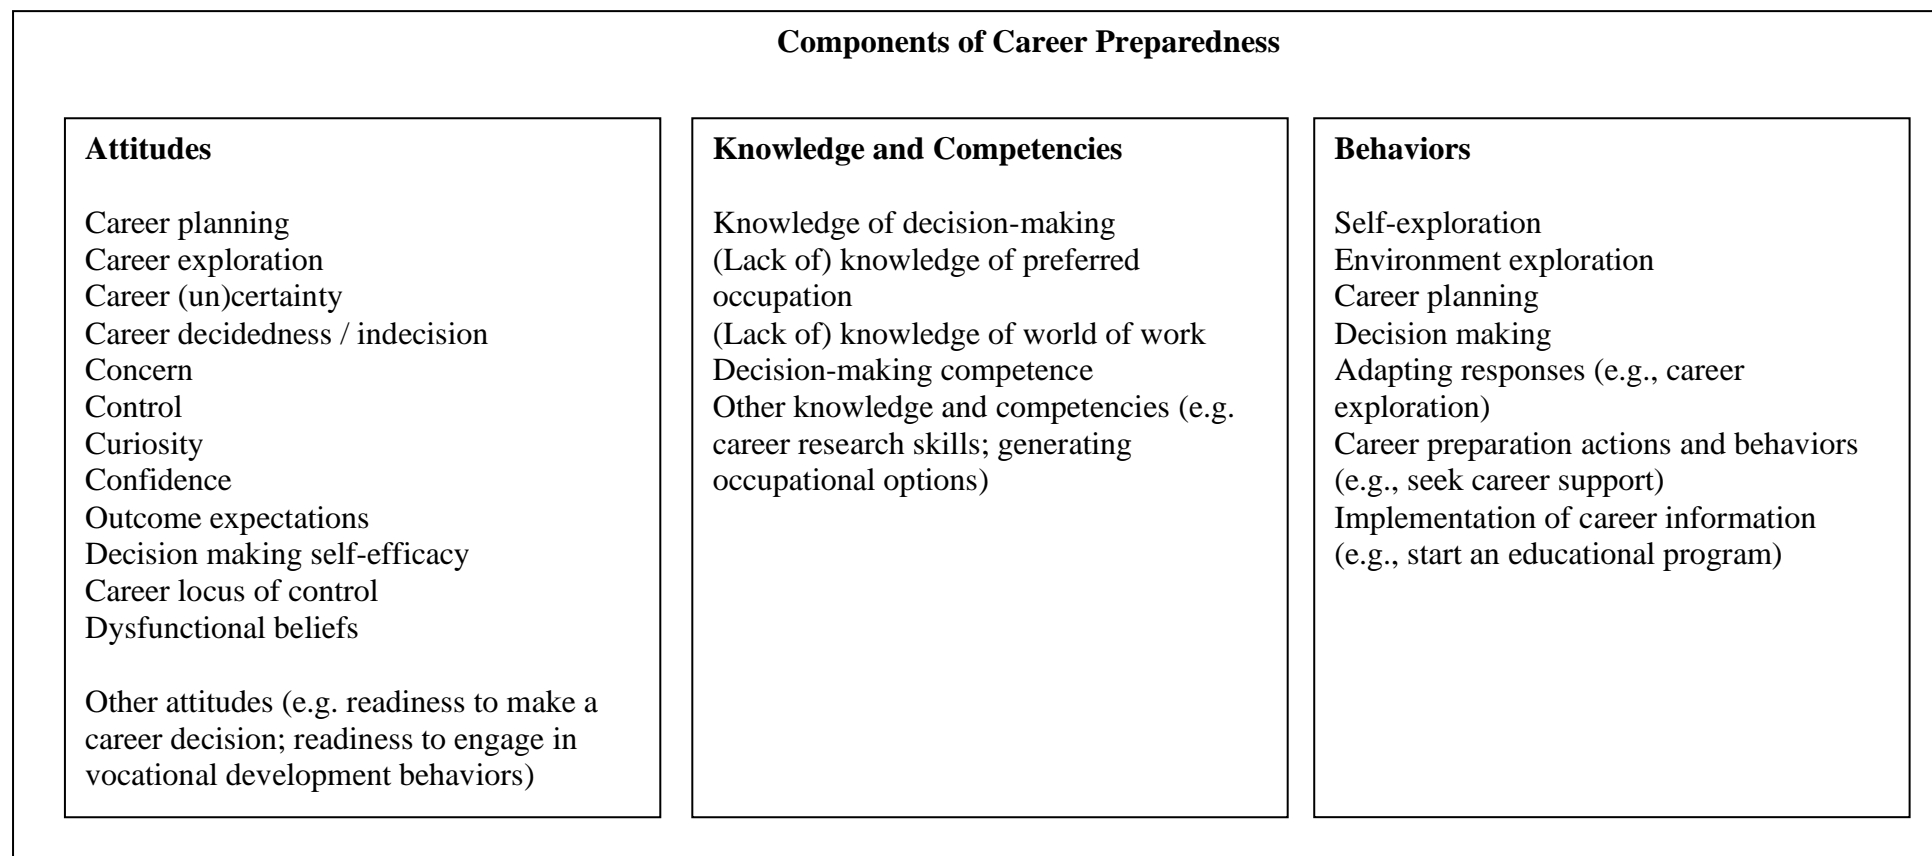 Components of Career Preparedness
Attitudes
Career planning
Career exploration
Career (un)certainty
Career decidedness / indecision
Concern
Control
Curiosity
Confidence
Outcome expectations
Decision making self-efficacy
Career locus of control
Dysfunctional beliefs
Other attitudes (e.g. readiness to make a
career decision; readiness to engage in
vocational development behaviors)
Knowledge and Competencies
Knowledge of decision-making
(Lack of) knowledge of preferred
occupation
(Lack of) knowledge of world of work
Decision-making competence
Other knowledge and competencies (e.g.
career research skills; generating
occupational options)
Behaviors
Self-exploration
Environment exploration
Career planning
Decision making
Adapting responses (e.g., career
exploration)
Career preparation actions and behaviors
(e.g., seek career support)
Implementation of career information
(e.g., start an educational program)